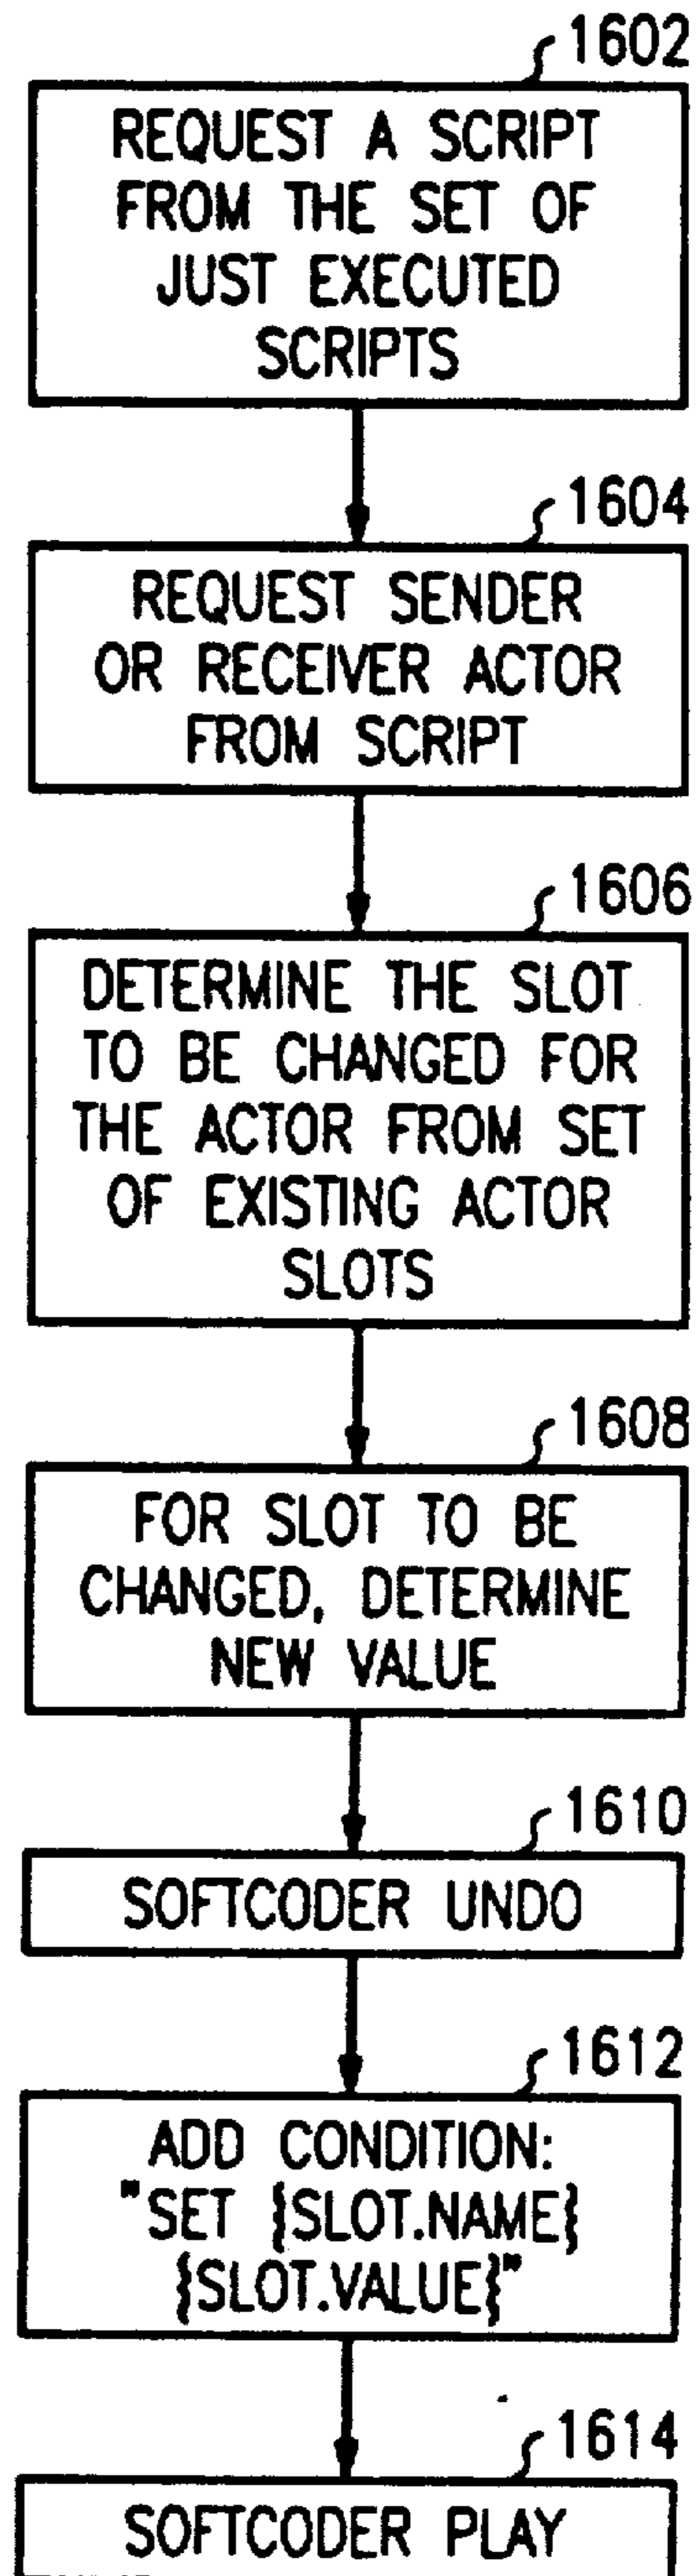 1602
REQUEST A SCRIPT
FROM THE SET OF
JUST EXECUTED
SCRIPTS
1604
REQUEST SENDER
OR RECEIVER ACTOR
FROM SCRIPT
1606
DETERMINE THE SLOT
TO BE CHANGED FOR
THE ACTOR FROM SET
OF EXISTING ACTOR
SLOTS
1608
FOR SLOT TO BE
CHANGED, DETERMINE
NEW VALUE
1610
SOFTCODER UNDO
1612
ADD CONDITION:
"SET {SLOT.NAME}
{SLOT.VALUE}"
1614
SOFTCODER PLAY